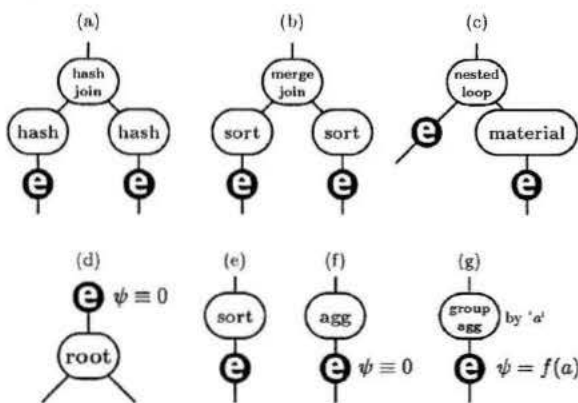 (a)
(b)
(c)
hash
join
merge
join
nested
loop
hash
hash
sort
sort
e
material
e
e
e
e
e
(d)
(e)
(f)
(g)
e ψ ≡ 0
sort
agg
group
agg
by 'a'
root
e
e ψ ≡ 0
e ψ = f(a)